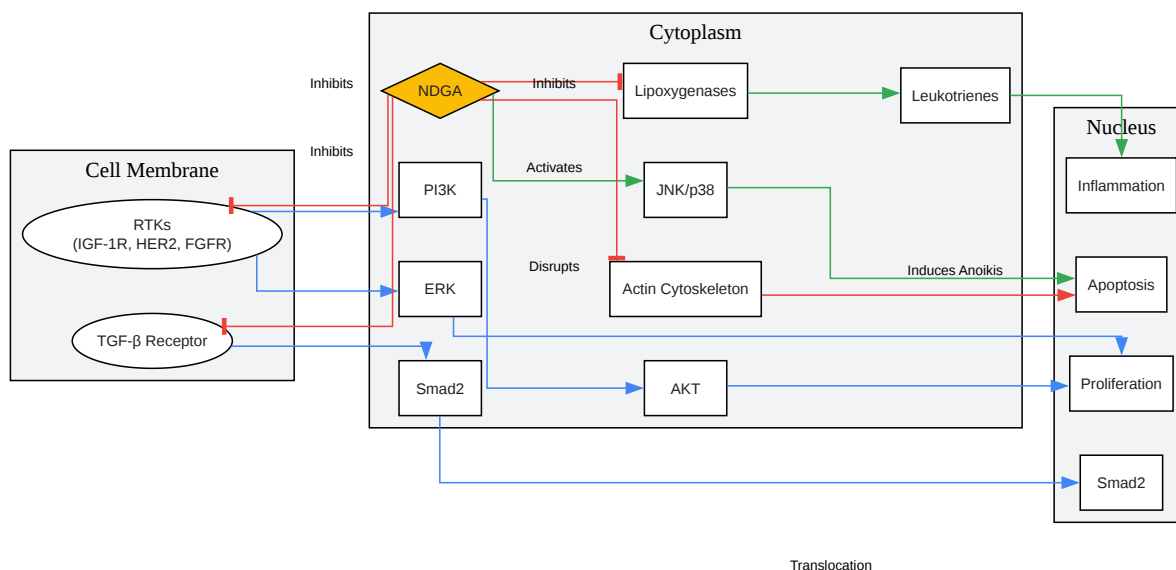 Cytoplasm
Inhibits
NDGA
Inhibits
Lipoxygenases
Leukotrienes
Nucleus
Inhibits
Cell Membrane
PI3K
Activates
JNK/p38
Inflammation
RTKs
(IGF-1R, HER2, FGFR)
Disrupts
Induces Anoikis
ERK
Actin Cytoskeleton
Apoptosis
TGF-β Receptor
Smad2
AKT
Proliferation
Smad2
Translocation